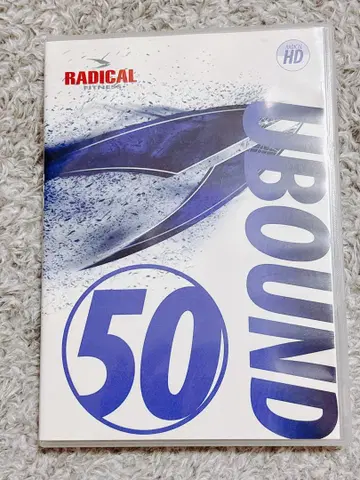 RADICAL
FITNESS
HD
UBOUND
50